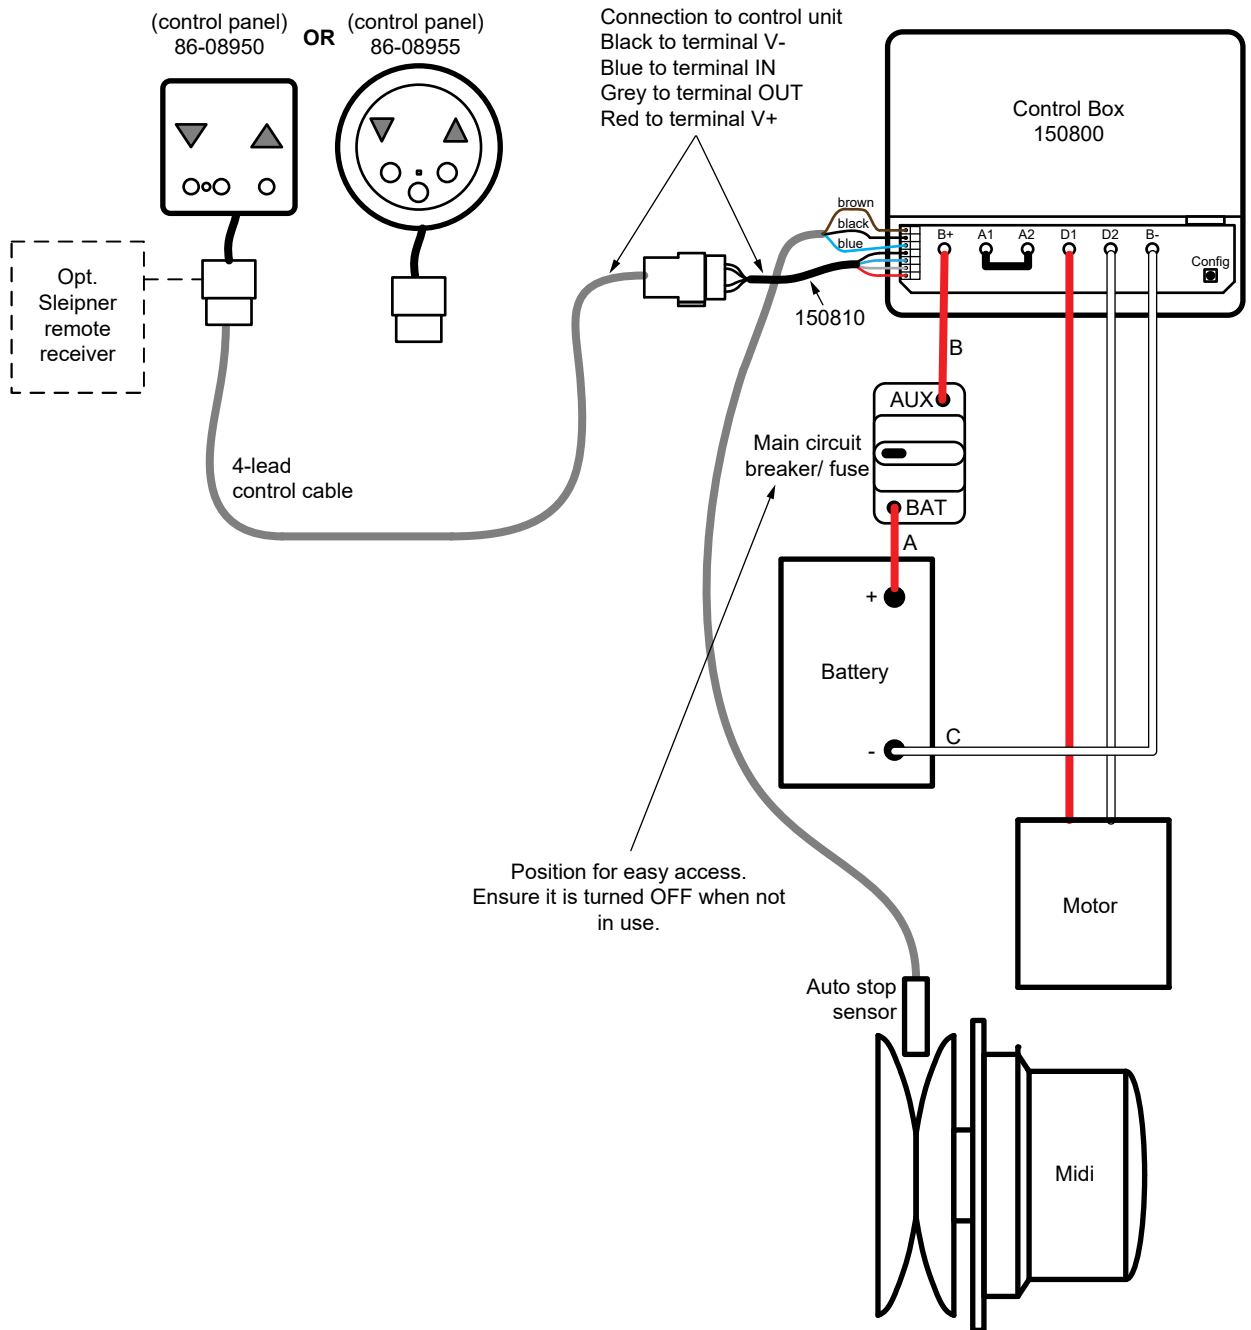 (control panel)
86-08950
OR
(control panel)
86-08955
Connection to control unit
Black to terminal V-
Blue to terminal IN
Grey to terminal OUT
Red to terminal V+
Control Box
150800
brown
black
blue
B+
A1
A2
D1
D2
B-
Config
Opt.
Sleipner
remote
receiver
150810
B
AUX
Main circuit
breaker/ fuse
BAT
A
4-lead
control cable
+
Battery
-
C
Position for easy access.
Ensure it is turned OFF when not
in use.
Motor
Auto stop
sensor
Midi